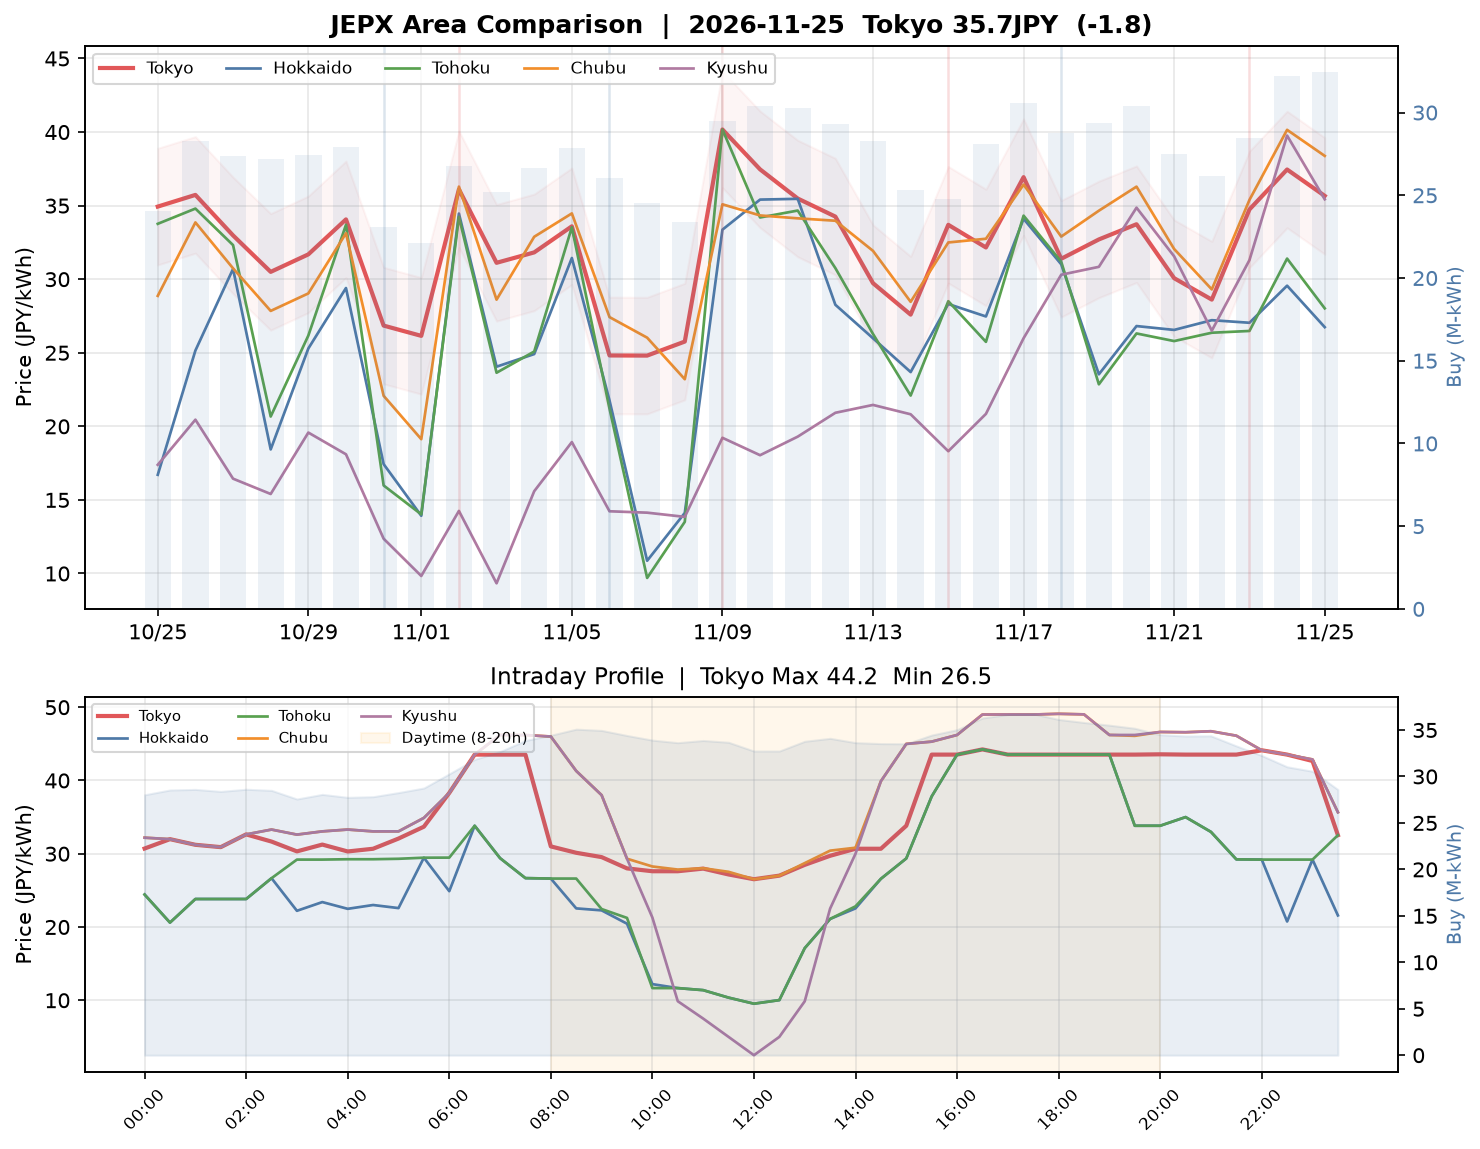 JEPX Area Comparison | 2026-11-25 Tokyo 35.7JPY (-1.8)
Tokyo Hokkaido Tohoku Chubu Kyushu
45
40
35
30
25
20
15
10
Price (JPY/kWh)
30
25
20
15
10
5
0
Buy (M-kWh)
10/25 10/29 11/01 11/05 11/09 11/13 11/17 11/21 11/25
Intraday Profile | Tokyo Max 44.2 Min 26.5
Tokyo Tohoku Kyushu
Hokkaido Chubu Daytime (8-20h)
50
40
30
20
10
Price (JPY/kWh)
35
30
25
20
15
10
5
0
Buy (M-kWh)
00:00 02:00 04:00 06:00 08:00 10:00 12:00 14:00 16:00 18:00 20:00 22:00